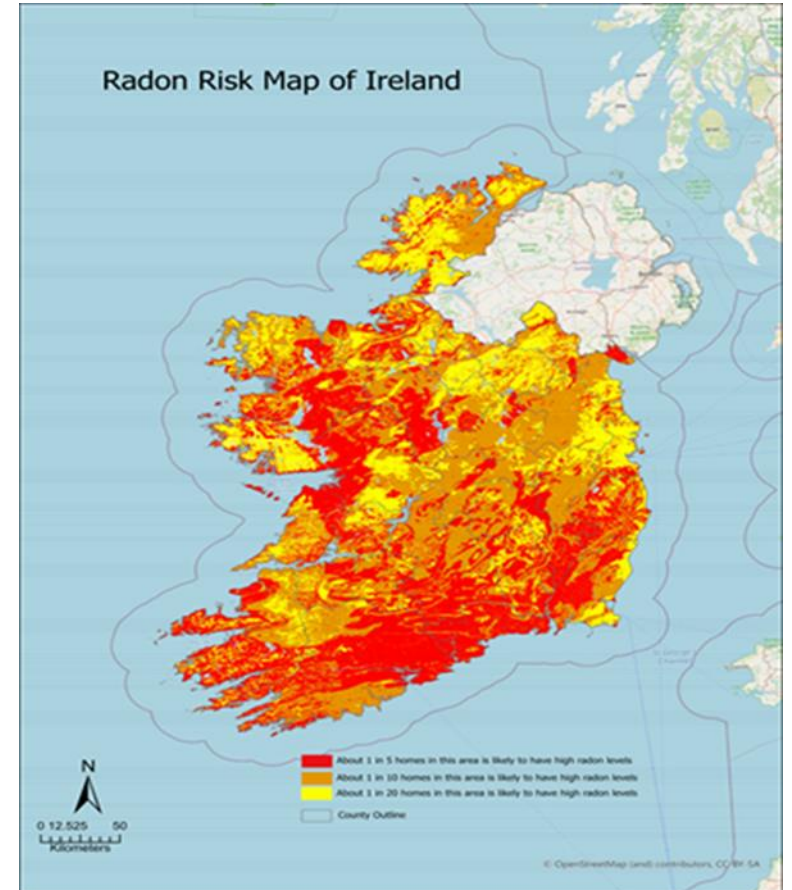 Radon Risk Map of Ireland
About 1 in 5 homes in this area is likely to have high radon levels
About 1 in 10 homes in this area is likely to have high radon levels
About 1 in 20 homes in this area is likely to have high radon levels
County Outline
N
0 12.525 50
Kilometers
© OpenStreetMap (and) contributors, CC-BY-SA